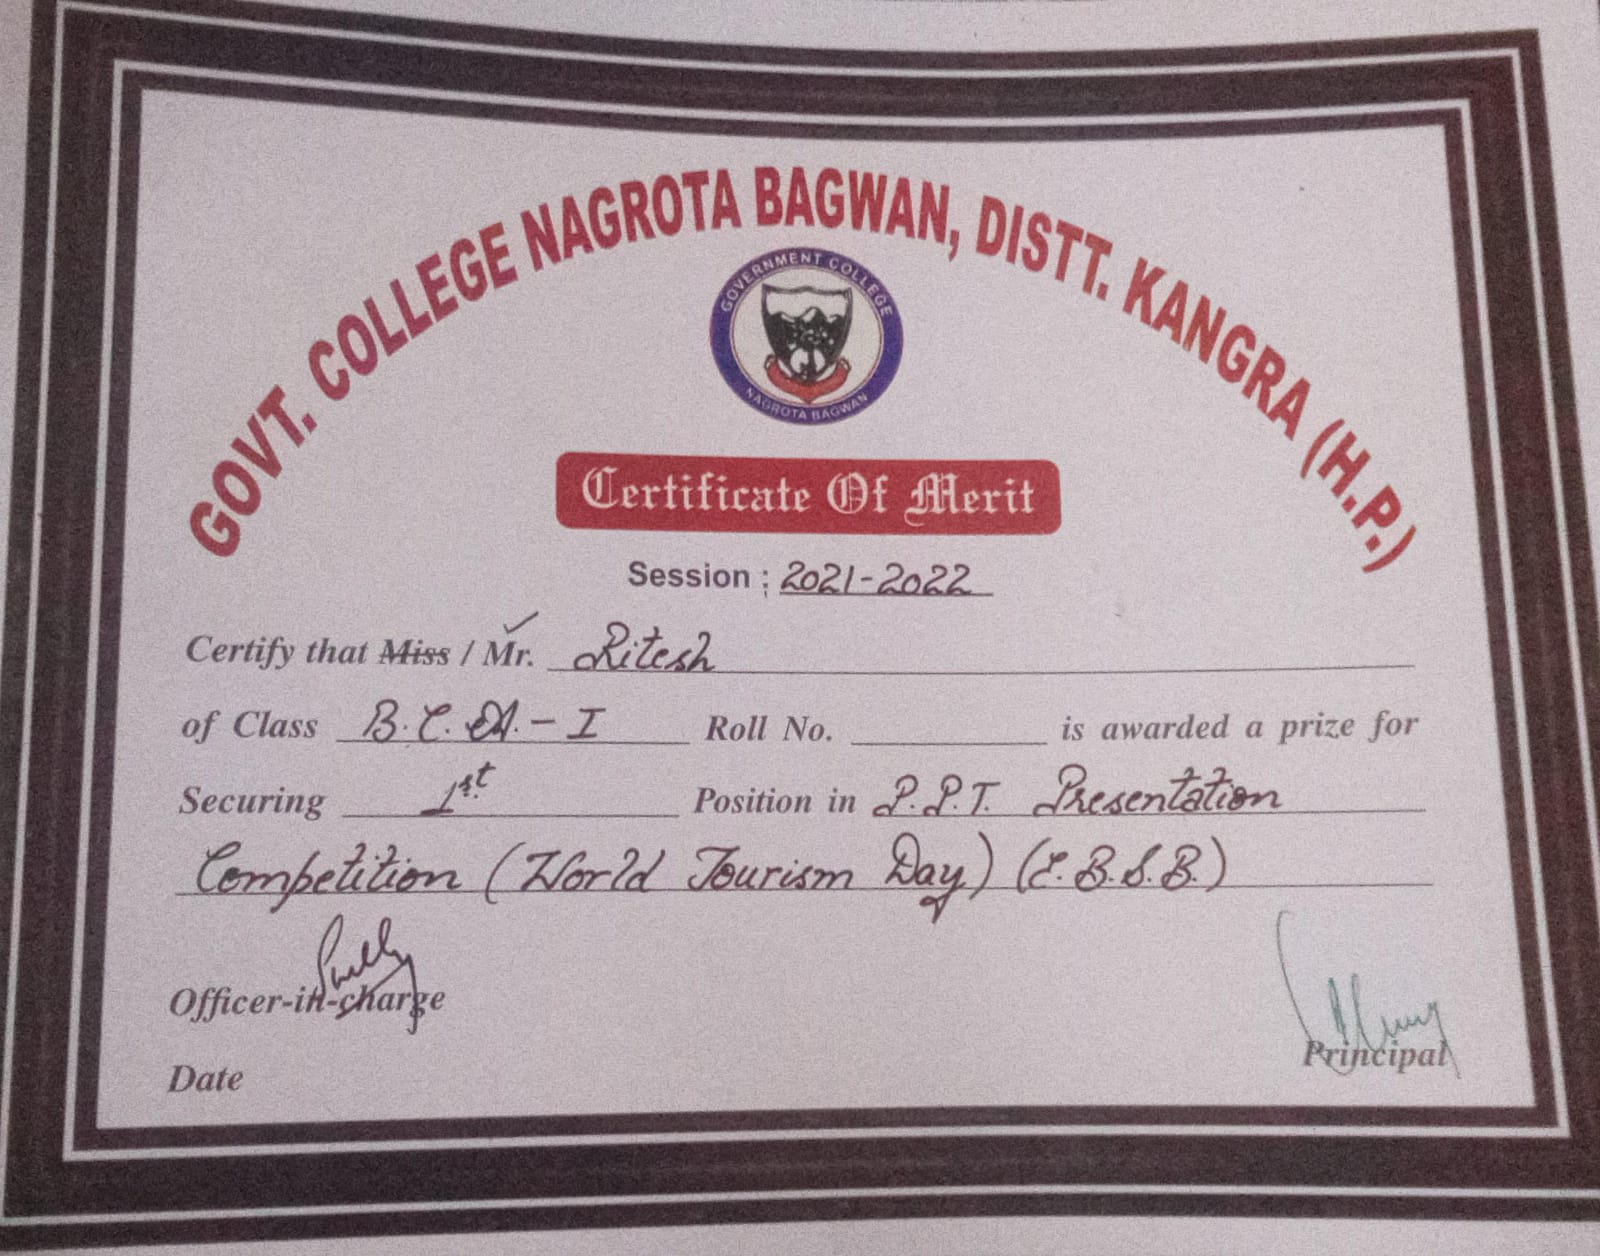 GOVT. COLLEGE NAGROTA BAGWAN, DISTT. KANGRA (H.P.)
GOVERNMENT COLLEGE
NAGROTA BAGWAN
Certificate Of Merit
Session : 2021-2022
Certify that Miss / Mr. Ritesh
of Class B.C.A. - I Roll No. is awarded a prize for
Securing 1st Position in P.P.T. Presentation
Competition (World Tourism Day) (E.B.S.B.)
Officer-in-charge
Principal
Date